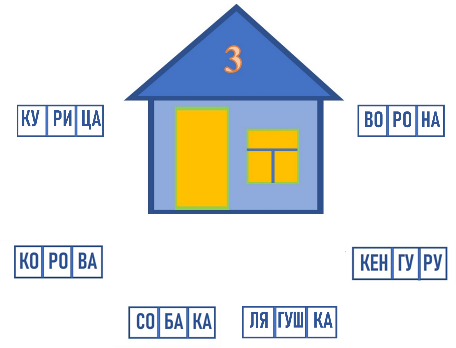 3
КУ РИ ЦА
ВО РО НА
КО РО ВА
КЕН ГУ РУ
СО БА КА
ЛЯ ГУШ КА